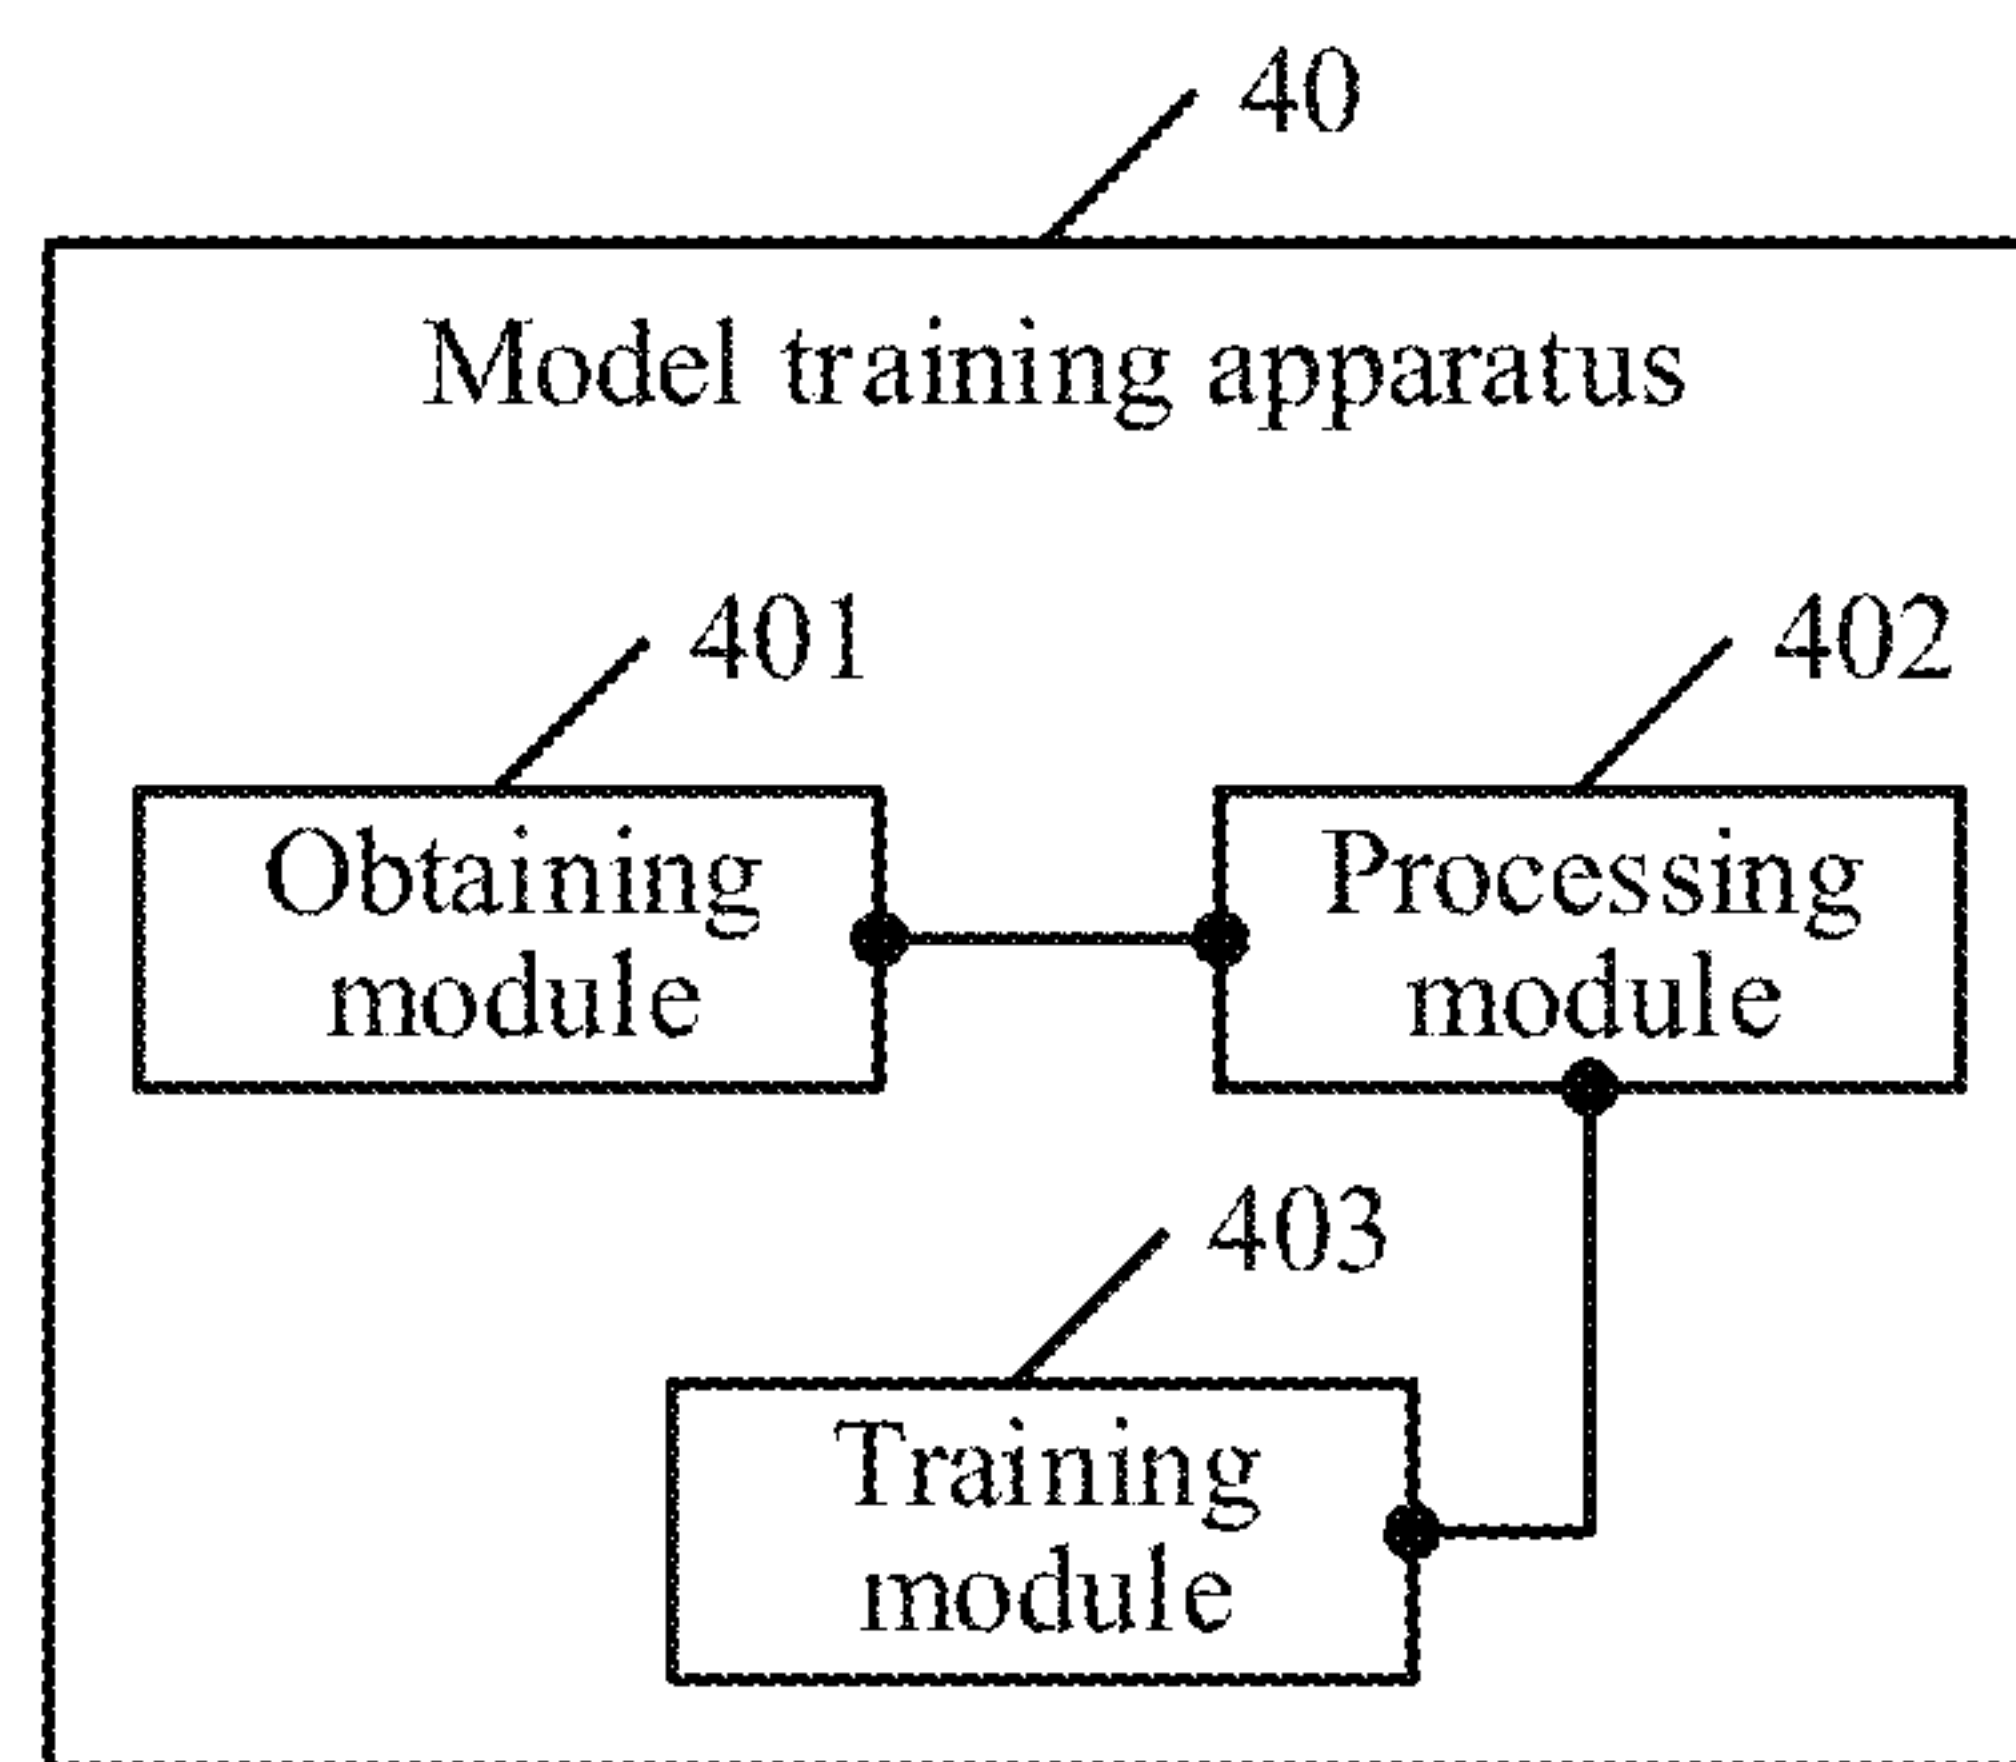 40
Model training apparatus
401
402
Obtaining
module
Processing
module
403
Training
module